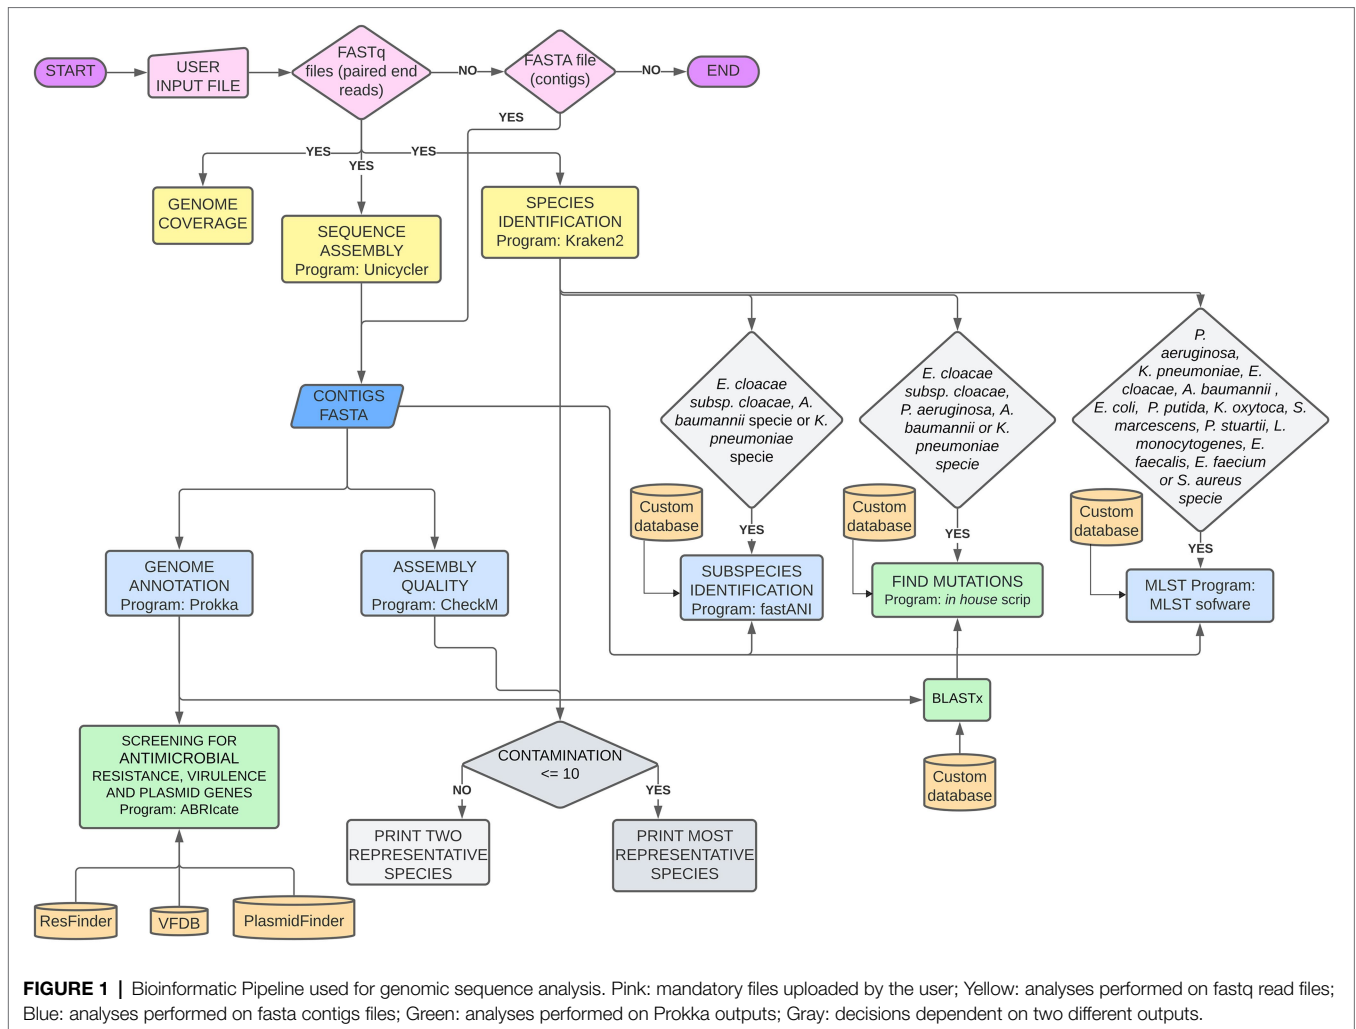 START
USER
INPUT FILE
FASTq
files (paired end
reads)
NO
FASTA file
(contigs)
NO
END
YES
YES
YES
YES
GENOME
COVERAGE
SEQUENCE
ASSEMBLY
Program: Unicycler
SPECIES
IDENTIFICATION
Program: Kraken2
CONTIGS
FASTA
E. cloacae
subsp. cloacae, A.
baumannii specie or K.
pneumoniae
specie
E. cloacae
subsp. cloacae,
P. aeruginosa, A.
baumannii or K.
pneumoniae
specie
P.
aeruginosa,
K. pneumoniae, E.
cloacae, A. baumannii ,
E. coli, P. putida, K. oxytoca, S.
marcescens, P. stuartii, L.
monocytogenes, E.
faecalis, E. faecium
or S. aureus
specie
Custom
database
YES
Custom
database
YES
Custom
database
YES
GENOME
ANNOTATION
Program: Prokka
ASSEMBLY
QUALITY
Program: CheckM
SUBSPECIES
IDENTIFICATION
Program: fastANI
FIND MUTATIONS
Program: in house scrip
MLST Program:
MLST sofware
BLASTx
Custom
database
SCREENING FOR
ANTIMICROBIAL
RESISTANCE, VIRULENCE
AND PLASMID GENES
Program: ABRIcate
CONTAMINATION
<= 10
NO
YES
PRINT TWO
REPRESENTATIVE
SPECIES
PRINT MOST
REPRESENTATIVE
SPECIES
ResFinder
VFDB
PlasmidFinder
FIGURE 1 | Bioinformatic Pipeline used for genomic sequence analysis. Pink: mandatory files uploaded by the user; Yellow: analyses performed on fastq read files;
Blue: analyses performed on fasta contigs files; Green: analyses performed on Prokka outputs; Gray: decisions dependent on two different outputs.